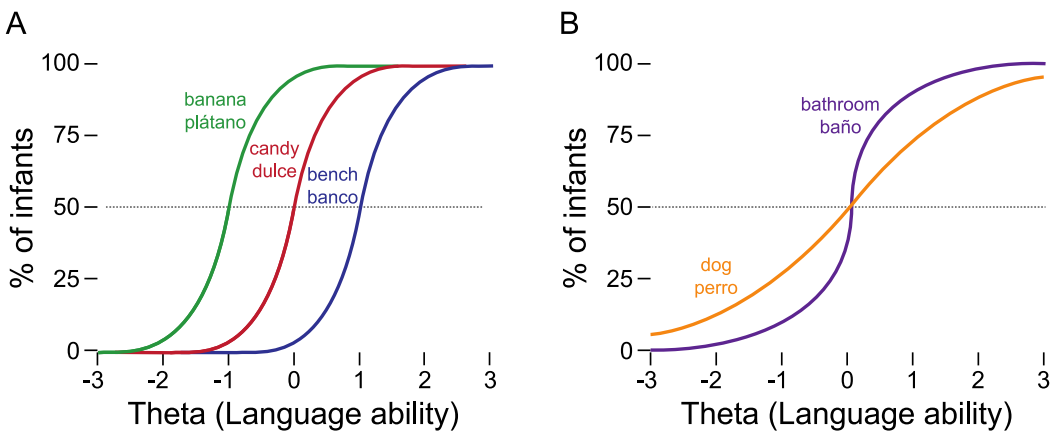 A
% of infants
100
75
50
25
0
banana
plátano
candy
dulce
bench
banco
-3 -2 -1 0 1 2 3
Theta (Language ability)
B
% of infants
100
75
50
25
0
bathroom
baño
dog
perro
-3 -2 -1 0 1 2 3
Theta (Language ability)